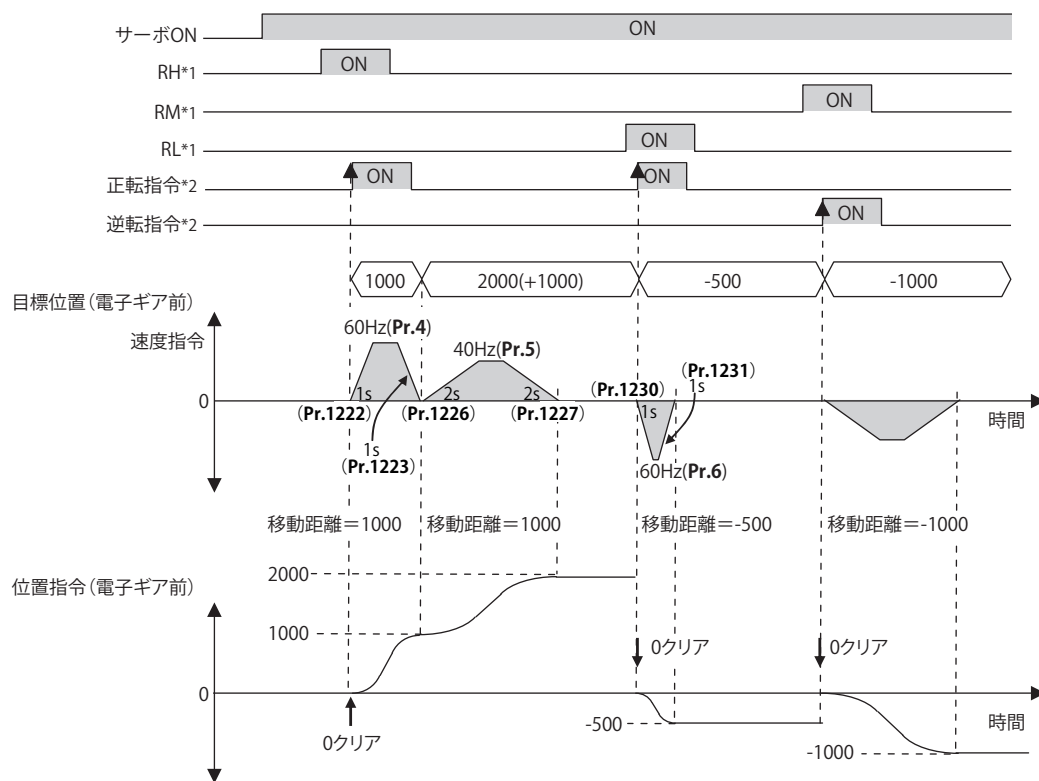 サーボON
ON
RH*1
ON
RM*1
ON
RL*1
ON
正転指令*2
ON
ON
逆転指令*2
ON
目標位置(電子ギア前)
1000
2000(+1000)
-500
-1000
速度指令
60Hz(Pr.4)
40Hz(Pr.5)
(Pr.1231)
1s
0
1s
2s
2s
(Pr.1230)
1s
時間
(Pr.1222)
(Pr.1226)
(Pr.1227)
1s
(Pr.1223)
60Hz(Pr.6)
移動距離=1000
移動距離=1000
移動距離=-500
移動距離=-1000
位置指令(電子ギア前)
2000
1000
0クリア
0クリア
0
時間
-500
0クリア
-1000